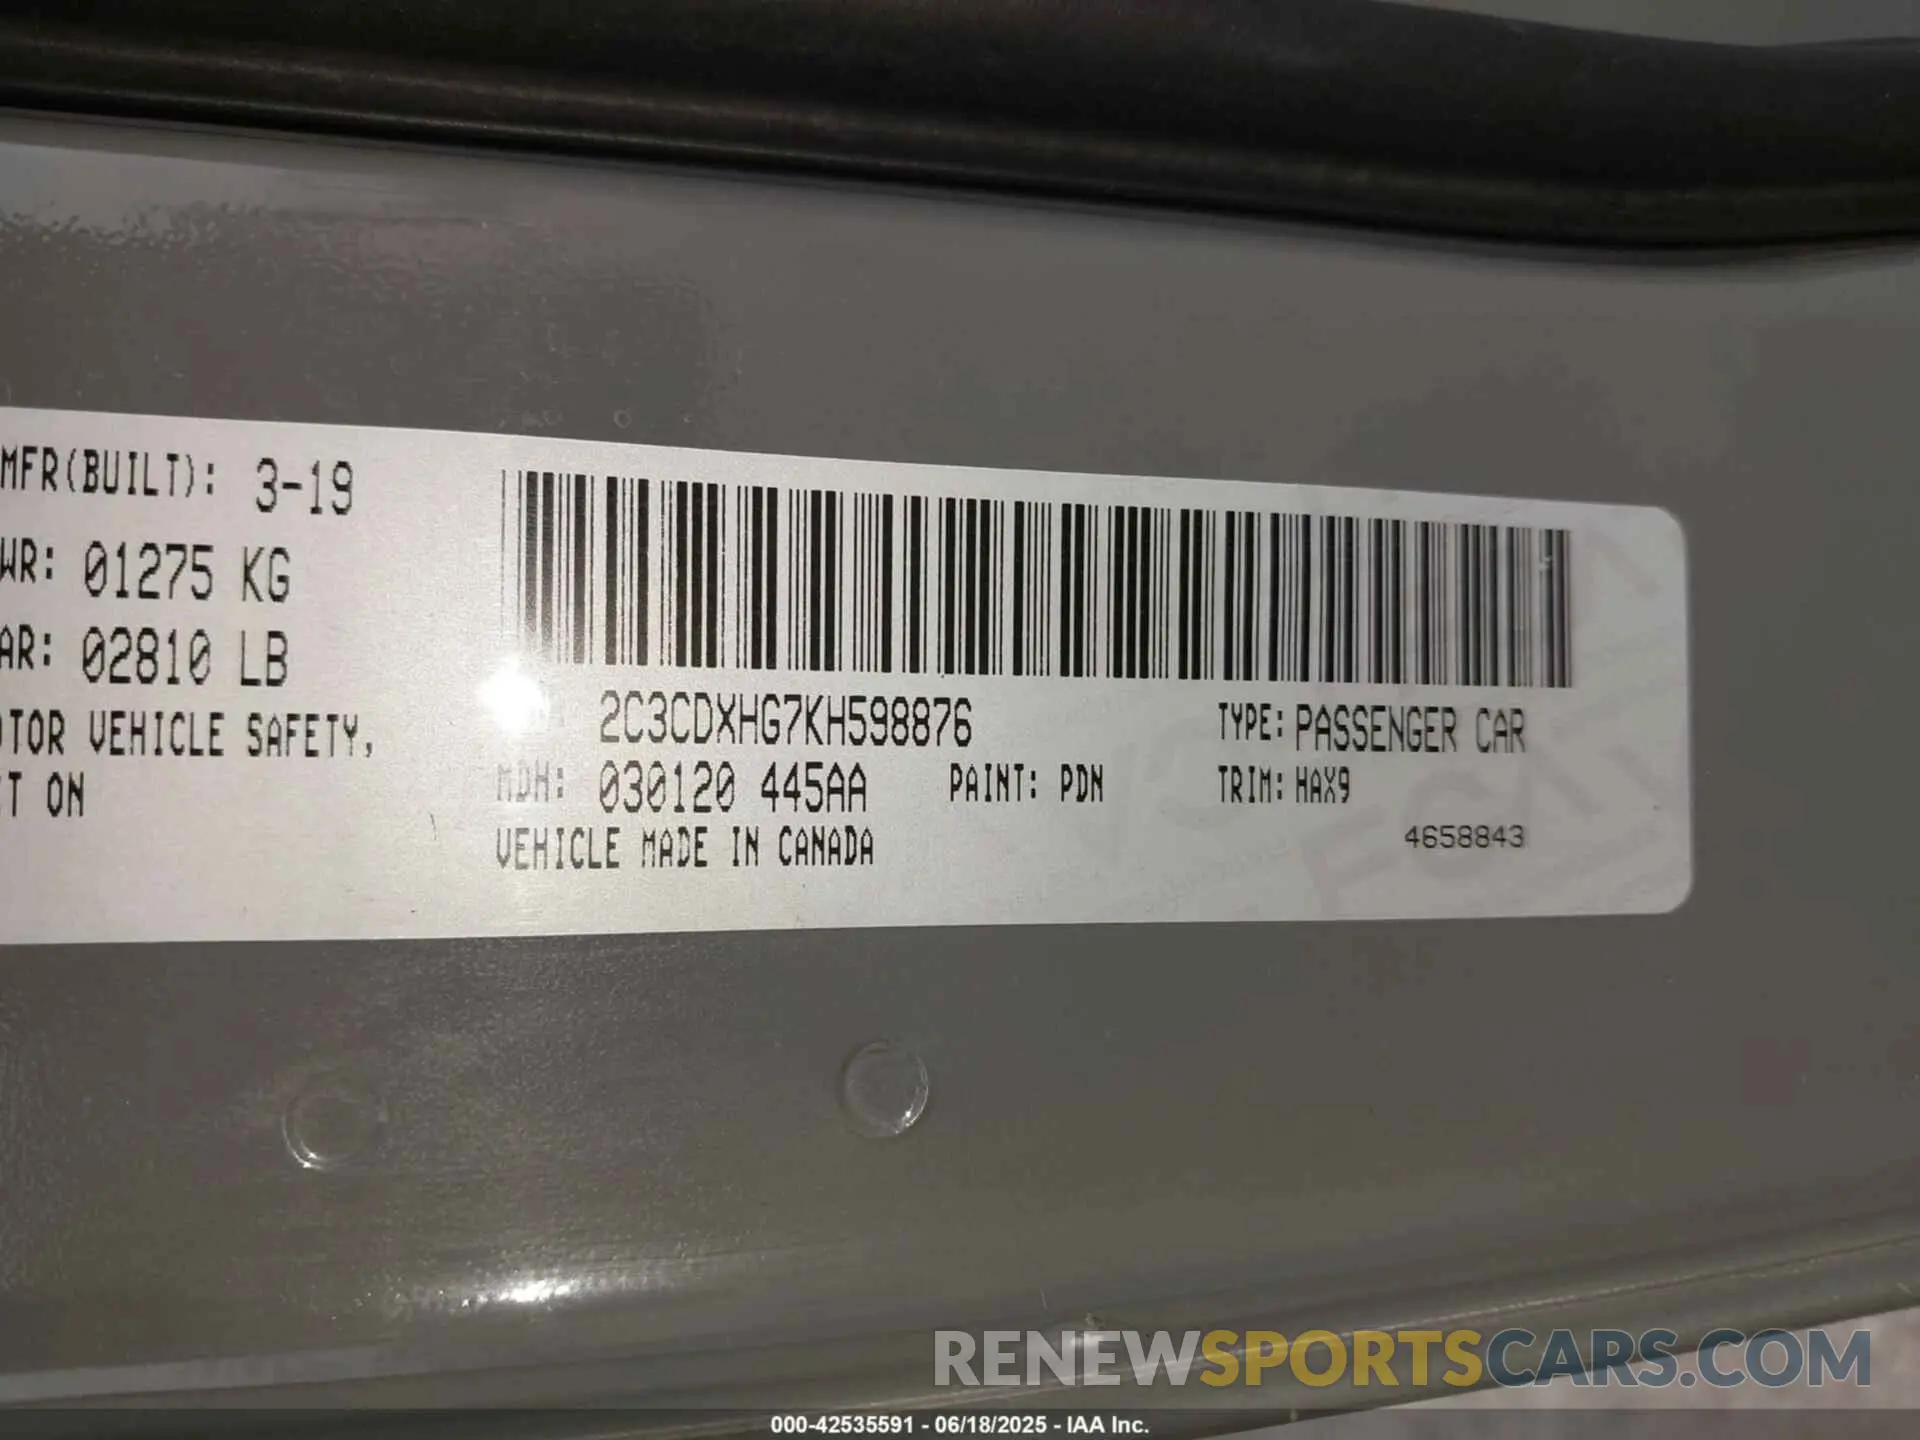 MFR(BUILT): 3-19
WR: 01275 KG
AR: 02810 LB
TOR VEHICLE SAFETY,
T ON
2C3CDXHG7KH598876
TYPE: PASSENGER CAR
MDH: 030120 445AA PAINT: PDN
TRIM: HAX9
VEHICLE MADE IN CANADA
4658843
RENEWSPORTSCARS.COM
000-42535591 - 06/18/2025 - IAA Inc.